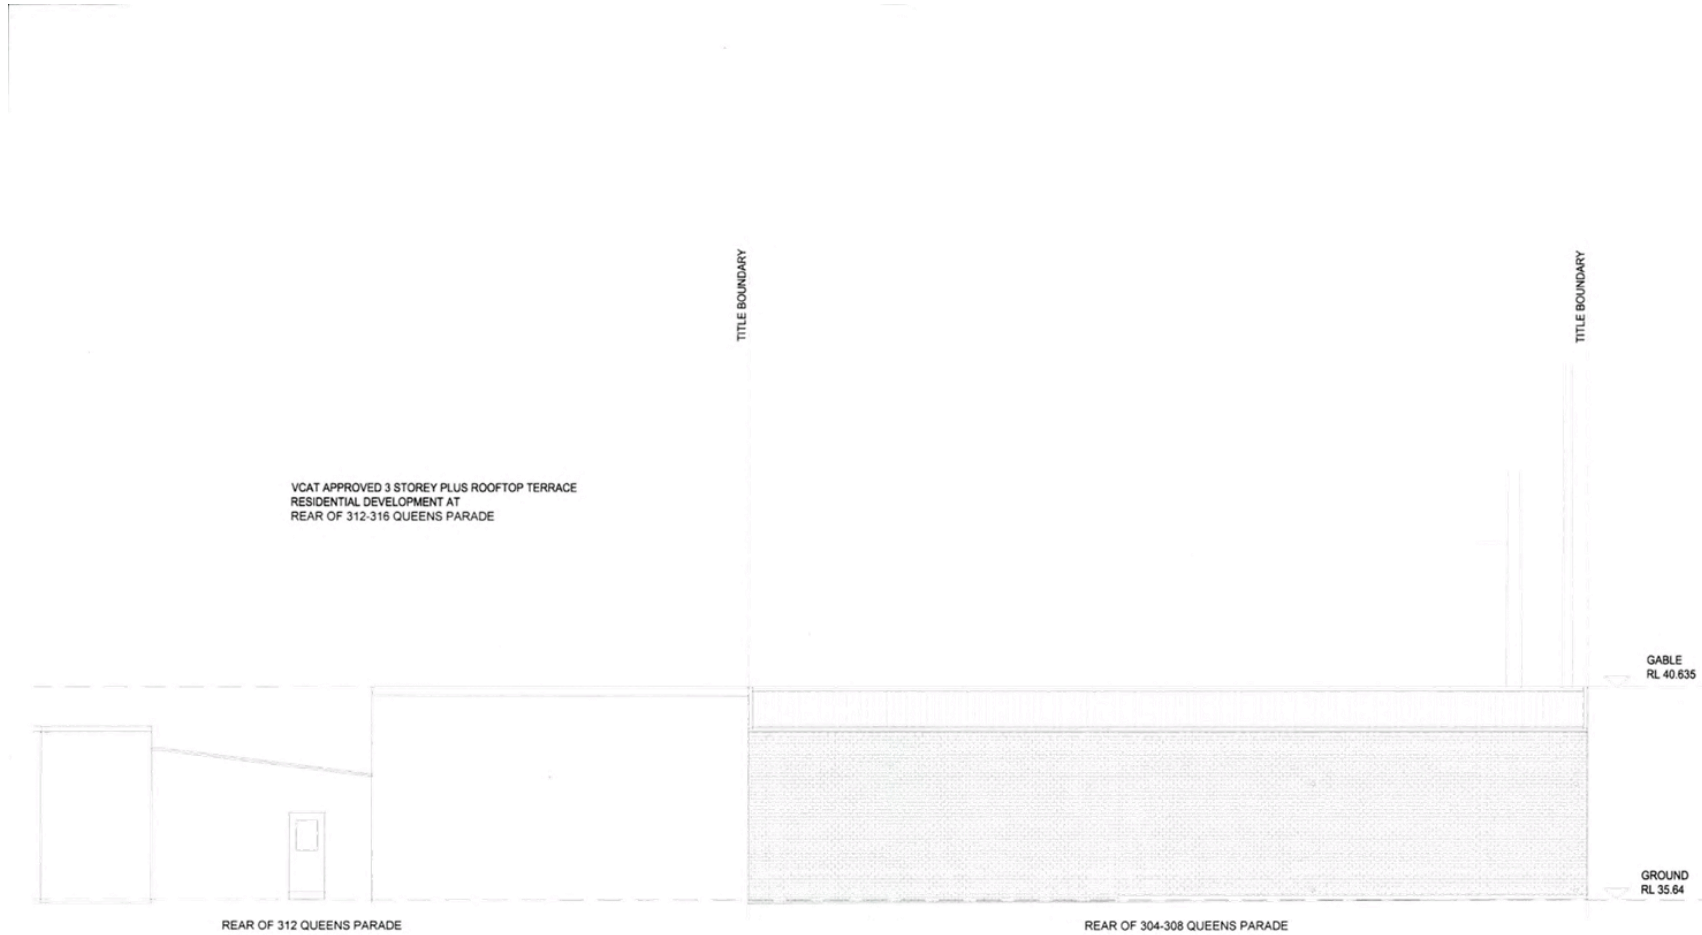 TITLE BOUNDARY
TITLE BOUNDARY
VCAT APPROVED 3 STOREY PLUS ROOFTOP TERRACE
RESIDENTIAL DEVELOPMENT AT
REAR OF 312-316 QUEENS PARADE
GABLE
RL 40.635
GROUND
RL 35.64
REAR OF 312 QUEENS PARADE
REAR OF 304-308 QUEENS PARADE